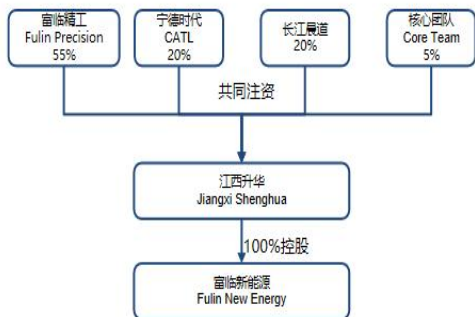 富临精工
Fulin Precision
55%
宁德时代
CATL
20%
长江晨道
20%
核心团队
Core Team
5%
共同注资
江西升华
Jiangxi Shenghua
100%控股
富临新能源
Fulin New Energy